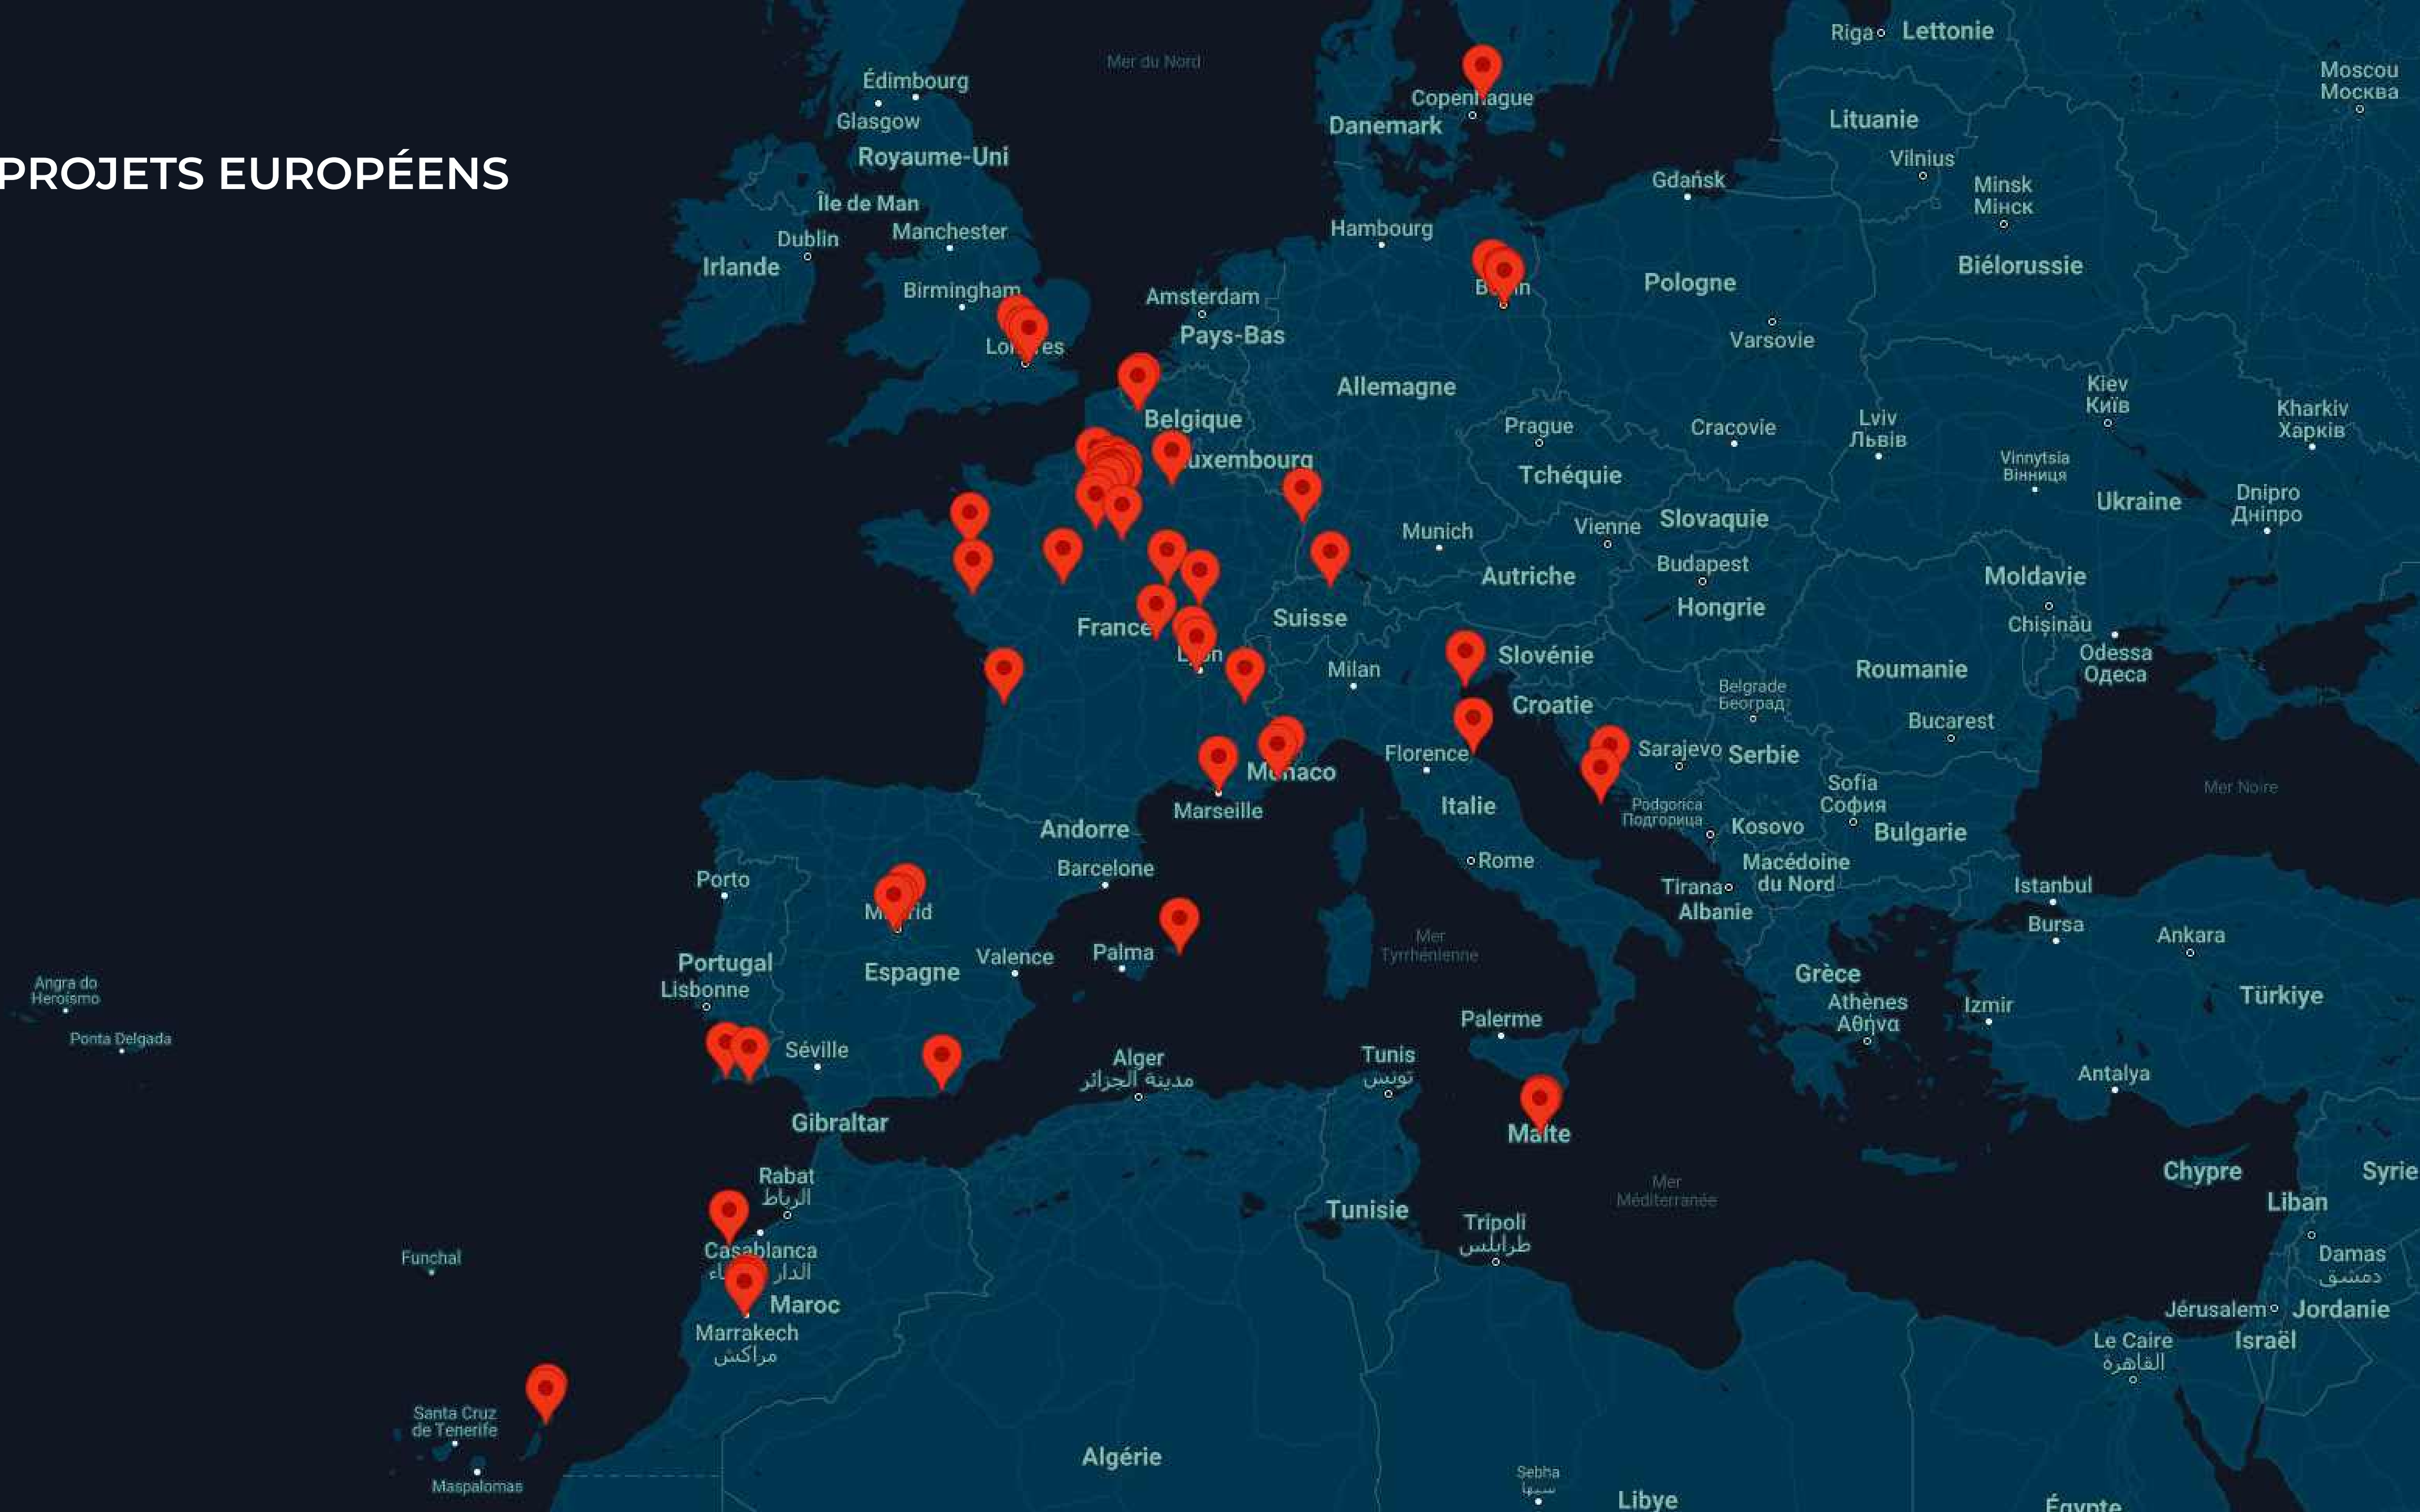 PROJETS EUROPÉENS
Mer du Nord
Riga
Lettonie
Moscou
Москва
Édimbourg
Glasgow
Royaume-Uni
Copenhague
Danemark
Lituanie
Vilnius
Minsk
Мінск
Gdańsk
Île de Man
Dublin
Manchester
Irlande
Hambourg
Biélorussie
Birmingham
Amsterdam
Pays-Bas
Berlin
Pologne
Varsovie
Londres
Allemagne
Belgique
Kiev
Київ
Prague
Cracovie
Lviv
Львів
Kharkiv
Харків
Luxembourg
Tchéquie
Vinnytsia
Вінниця
Ukraine
Dnipro
Дніпро
Munich
Vienne
Slovaquie
Autriche
Budapest
Moldavie
Hongrie
Chișinău
France
Suisse
Lyon
Milan
Slovénie
Roumanie
Odessa
Одеса
Croatie
Belgrade
Београд
Bucarest
Florence
Sarajevo
Serbie
Monaco
Sofia
София
Mer Noire
Marseille
Italie
Podgorica
Подгорица
Kosovo
Bulgarie
Andorre
Barcelone
Rome
Macédoine
du Nord
Porto
Tirana
Istanbul
Madrid
Albanie
Bursa
Ankara
Mer
Tyrrhénienne
Palma
Valence
Portugal
Espagne
Lisbonne
Grèce
Angra do
Heroísmo
Athènes
Αθήνα
Izmir
Türkiye
Ponta Delgada
Palerme
Séville
Alger
مدينة الجزائر
Tunis
تونس
Antalya
Gibraltar
Malte
Rabat
الرباط
Mer
Méditerranée
Chypre
Syrie
Tunisie
Liban
Tripoli
طرابلس
Casablanca
الدار
Funchal
Damas
دمشق
Maroc
Jérusalem
Jordanie
Marrakech
مراكش
Le Caire
القاهرة
Israël
Santa Cruz
de Tenerife
Algérie
Sebha
سبها
Maspalomas
Libye
Égypte